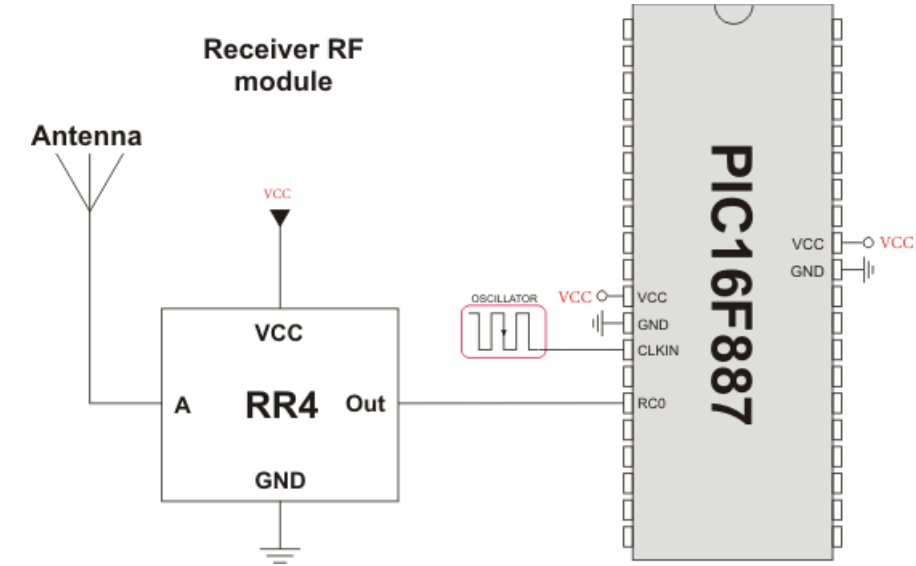 Receiver RF
module
Antenna
VCC
VCC
A
RR4
Out
GND
OSCILLATOR
VCC
VCC
GND
CLKIN
RC0
PIC16F887
VCC
VCC
GND